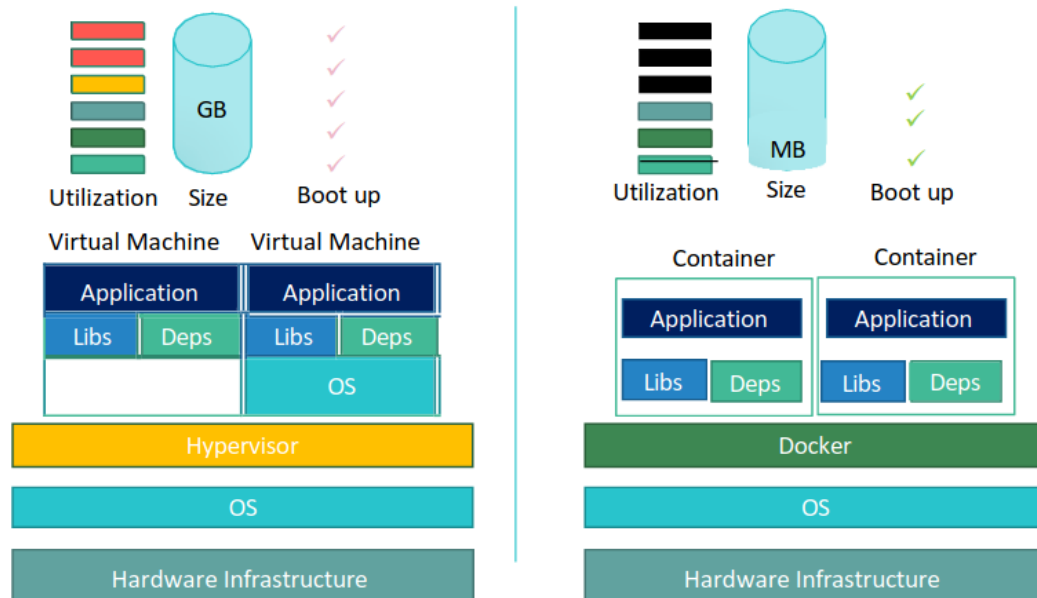 GB
Utilization Size Boot up
Virtual Machine Virtual Machine
Application Application
Libs Deps Libs Deps
OS
Hypervisor
OS
Hardware Infrastructure
MB
Utilization Size Boot up
Container Container
Application Application
Libs Deps Libs Deps
Docker
OS
Hardware Infrastructure